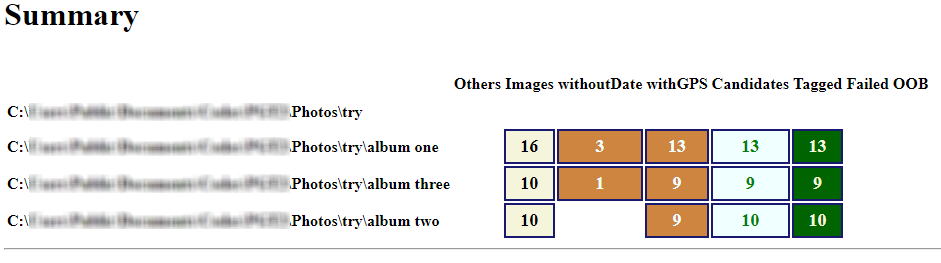 Summary
Others Images withoutDate withGPS Candidates Tagged Failed OOB
C:\ \Photos\try
C:\ \Photos\try\album one 16 3 13 13 13
C:\ \Photos\try\album three 10 1 9 9 9
C:\ \Photos\try\album two 10 9 10 10